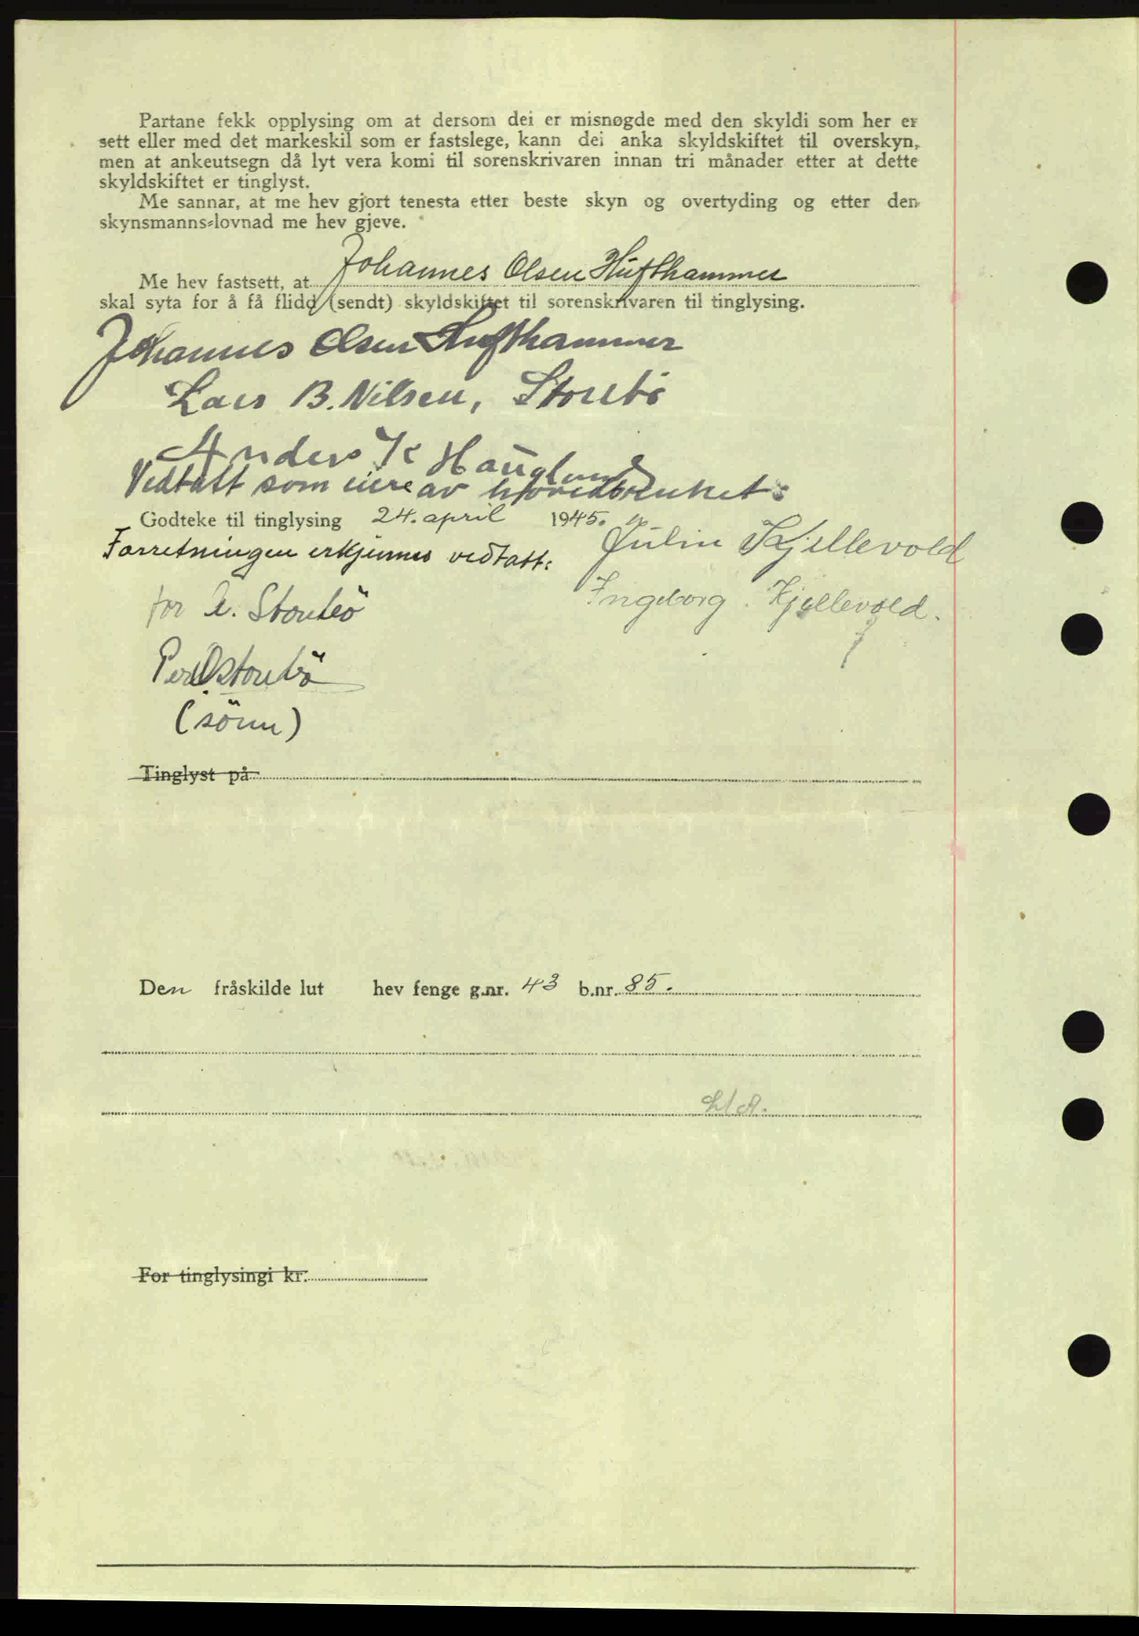 Partane fekk opplysing om at dersom dei er misnøgde med den skyldi som her er
sett eller med det markeskil som er fastslege, kann dei anka skyldskiftet til overskyn,
men at ankeutsegn då lyt vera komi til sorenskrivaren innan tri månader etter at dette
skyldskiftet er tinglyst.
Me sannar, at me hev gjort tenesta etter beste skyn og overtyding og etter den
skynsmanns-lovnad me hev gjeve.
Me hev fastsett, at Johannes Olsen Hufthammer
skal syta for å få flidd (sendt) skyldskiftet til sorenskrivaren til tinglysing.
Johannes Olsen Hufthammer
Lars B. Nilsen, Storebö
Anders K Haugland
Vedtatt som eiere av hovedbruket:
Godteke til tinglysing 24. april 1945.
Julin Kjellevold
Forretningen erkjennes vedtatt:
Ingeborg Kjellevold.
for A. Storebö
Per O Storebö
(sönn)
Tinglyst på
Den fråskilde lut hev fenge g.nr. 43 b.nr. 85.
For tinglysingi kr.